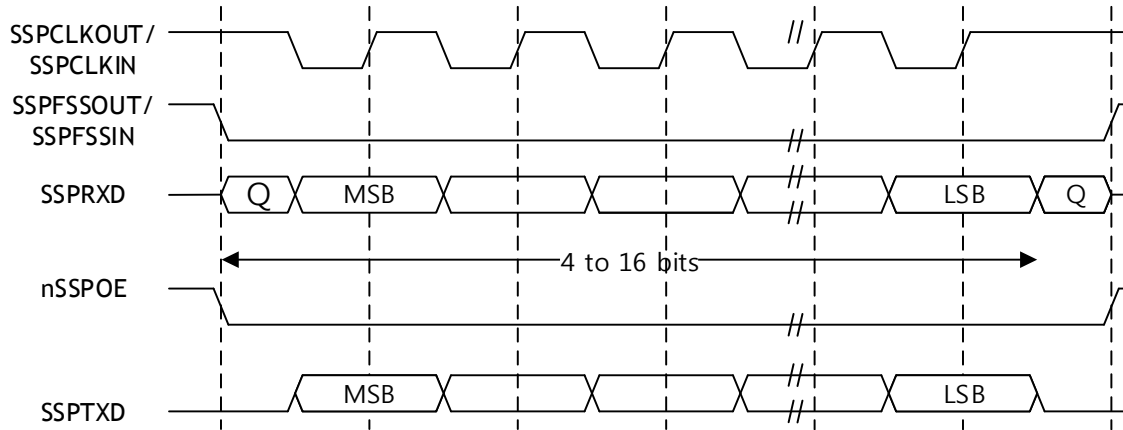 SSPCLKOUT/
SSPCLKIN
SSPFSSOUT/
SSPFSSIN
SSPRXD
Q
MSB
LSB
Q
4 to 16 bits
nSSPOE
SSPTXD
MSB
LSB